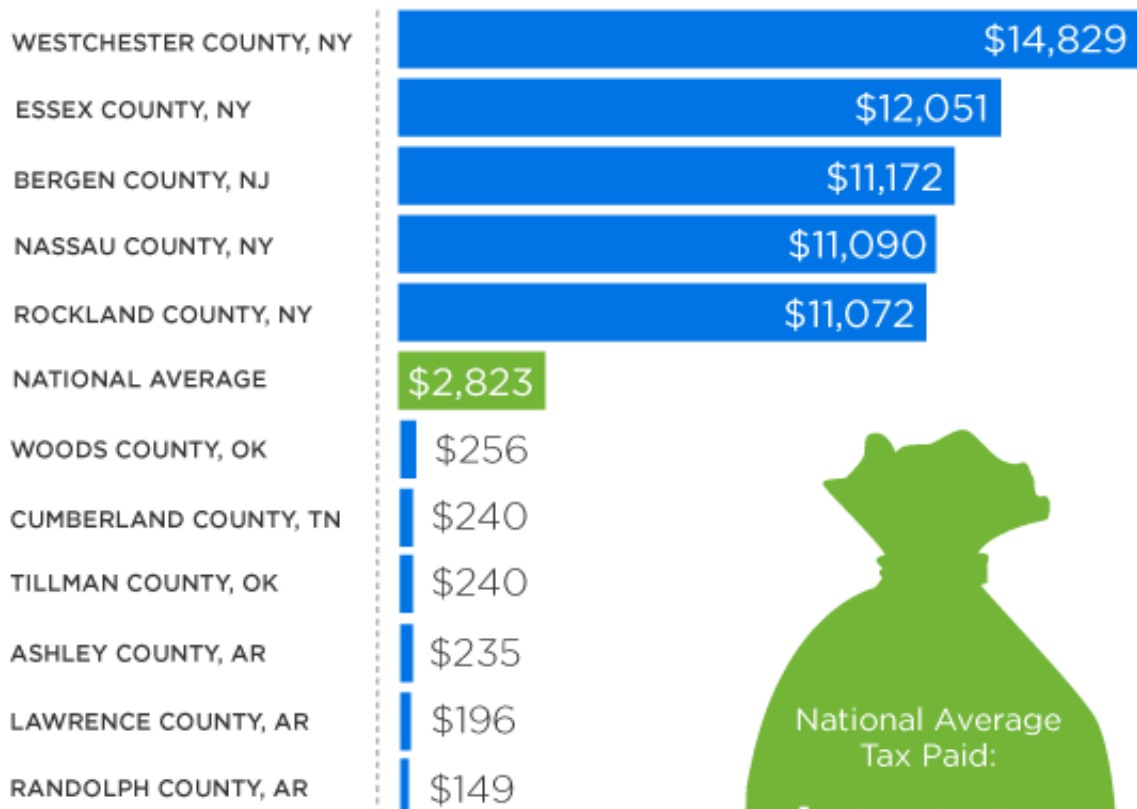 WESTCHESTER COUNTY, NY $14,829
ESSEX COUNTY, NY $12,051
BERGEN COUNTY, NJ $11,172
NASSAU COUNTY, NY $11,090
ROCKLAND COUNTY, NY $11,072
NATIONAL AVERAGE $2,823
WOODS COUNTY, OK $256
CUMBERLAND COUNTY, TN $240
TILLMAN COUNTY, OK $240
ASHLEY COUNTY, AR $235
LAWRENCE COUNTY, AR $196
RANDOLPH COUNTY, AR $149
National Average
Tax Paid: